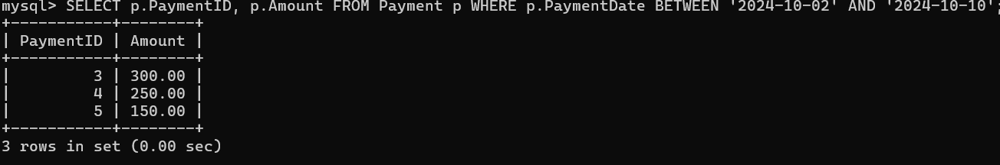 mysql> SELECT p.PaymentID, p.Amount FROM Payment p WHERE p.PaymentDate BETWEEN '2024-10-02' AND '2024-10-10';
+-----------+--------+
| PaymentID | Amount |
+-----------+--------+
|         3 | 300.00 |
|         4 | 250.00 |
|         5 | 150.00 |
+-----------+--------+
3 rows in set (0.00 sec)